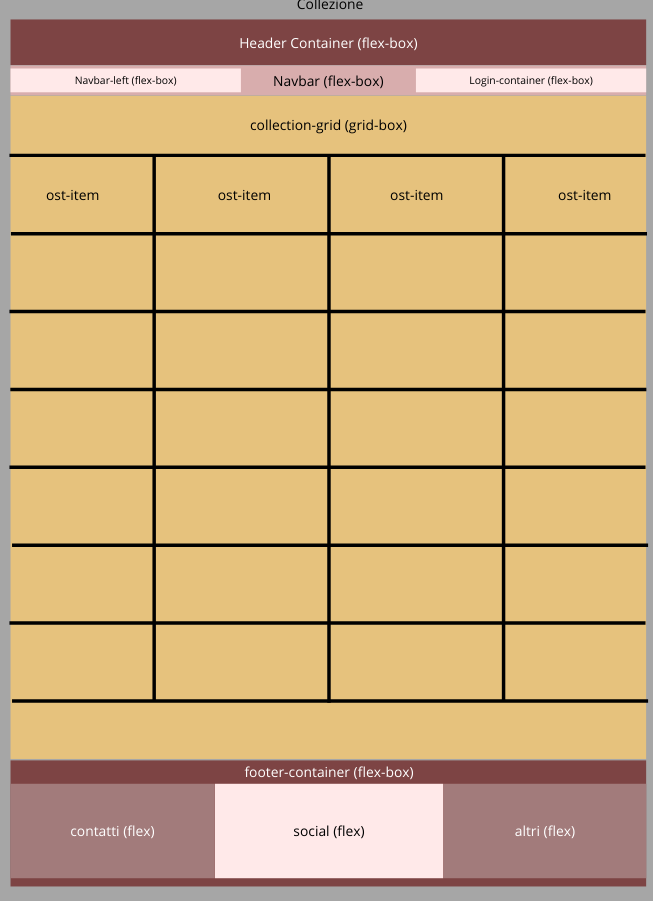 Collezione
Header Container (flex-box)
Navbar-left (flex-box)
Navbar (flex-box)
Login-container (flex-box)
collection-grid (grid-box)
ost-item
ost-item
ost-item
ost-item
footer-container (flex-box)
contatti (flex)
social (flex)
altri (flex)